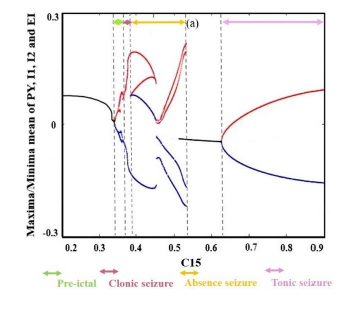 (a)
Maxima/Minima mean of PY, I1, I2 and EI
0.3
0
-0.3
0.2 0.3 0.4 0.5 0.6 0.7 0.8 0.9
C15
Pre-ictal Clonic seizure Absence seizure Tonic seizure